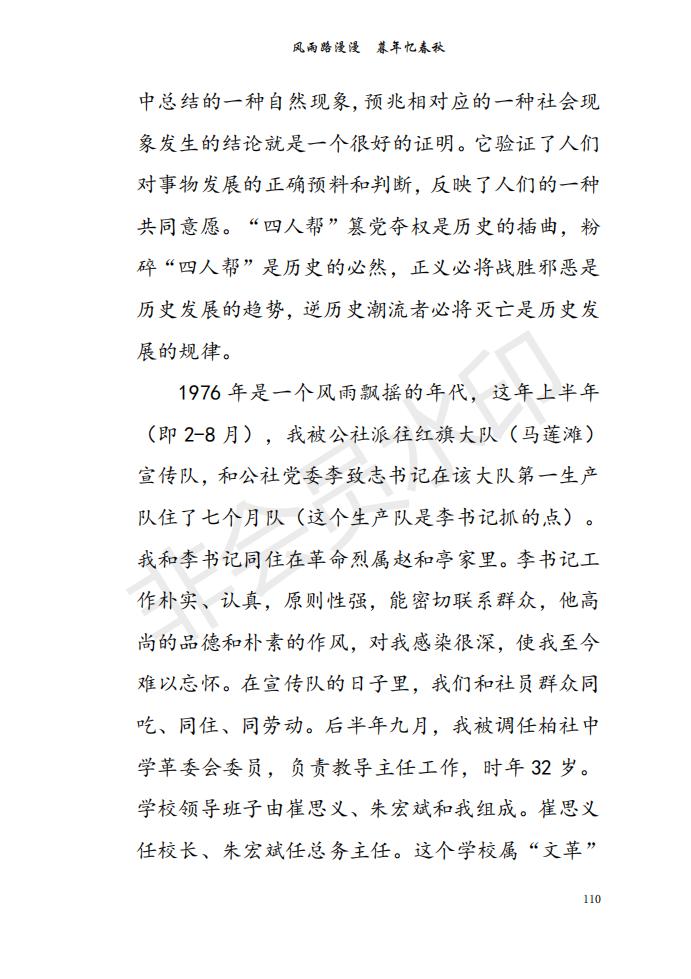 风雨路漫漫　暮年忆春秋
中总结的一种自然现象，预兆相对应的一种社会现
象发生的结论就是一个很好的证明。它验证了人们
对事物发展的正确预料和判断，反映了人们的一种
共同意愿。“四人帮”篡党夺权是历史的插曲，粉
碎“四人帮”是历史的必然，正义必将战胜邪恶是
历史发展的趋势，逆历史潮流者必将灭亡是历史发
展的规律。
1976 年是一个风雨飘摇的年代，这年上半年
（即 2-8 月），我被公社派往红旗大队（马莲滩）
宣传队，和公社党委李致志书记在该大队第一生产
队住了七个月队（这个生产队是李书记抓的点）。
我和李书记同住在革命烈属赵和亭家里。李书记工
作朴实、认真，原则性强，能密切联系群众，他高
尚的品德和朴素的作风，对我感染很深，使我至今
难以忘怀。在宣传队的日子里，我们和社员群众同
吃、同住、同劳动。后半年九月，我被调任柏社中
学革委会委员，负责教导主任工作，时年 32 岁。
学校领导班子由崔思义、朱宏斌和我组成。崔思义
任校长、朱宏斌任总务主任。这个学校属“文革”
110
非会员水印